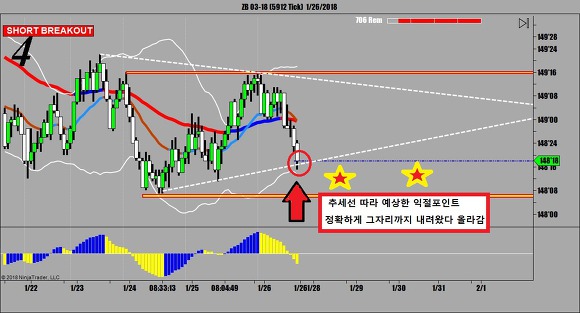 ZB 03-18 (5912 Tick) 1/26/2018
SHORT BREAKOUT
4
706 Rem
149'28
149'24
149'16
149'08
149'00
148'24
148'18
148'08
148'00
추세선 따라 예상한 익절포인트
정확하게 그자리까지 내려왔다 올라감
© 2018 NinjaTrader, LLC
1/22 1/23 08:33:13 1/25 08:04:49 1/26 1/26 1/28 1/29 1/30 1/31 2/1